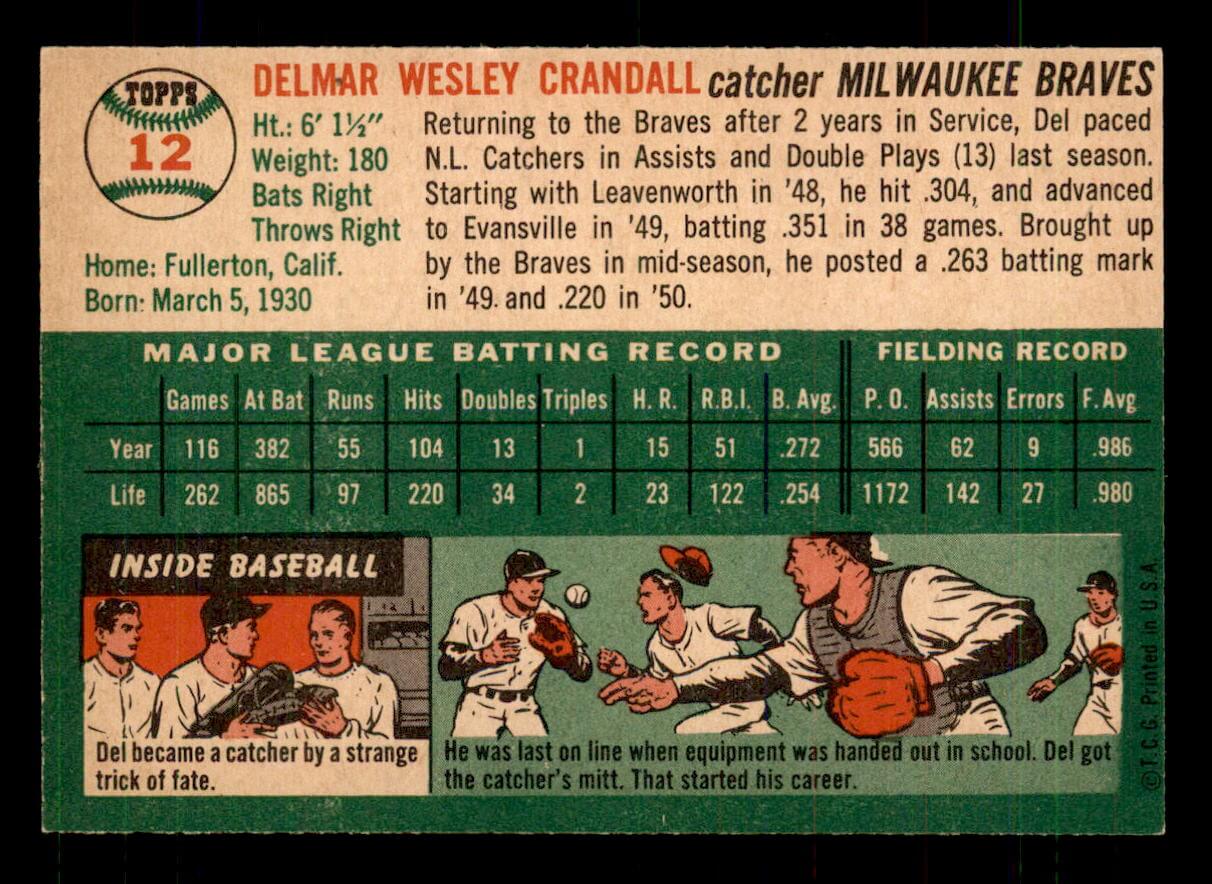 TOPPS
12
DELMAR WESLEY CRANDALL catcher MILWAUKEE BRAVES
Ht.: 6' 1½"
Weight: 180
Bats Right
Throws Right
Home: Fullerton, Calif.
Born: March 5, 1930
Returning to the Braves after 2 years in Service, Del paced
N.L. Catchers in Assists and Double Plays (13) last season.
Starting with Leavenworth in '48, he hit .304, and advanced
to Evansville in '49, batting .351 in 38 games. Brought up
by the Braves in mid-season, he posted a .263 batting mark
in '49. and .220 in '50.
MAJOR LEAGUE BATTING RECORD FIELDING RECORD
Games At Bat Runs Hits Doubles Triples H. R. R.B.I. B. Avg. P. O. Assists Errors F. Avg
Year 116 382 55 104 13 1 15 51 .272 566 62 9 .986
Life 262 865 97 220 34 2 23 122 .254 1172 142 27 .980
INSIDE BASEBALL
Del became a catcher by a strange
trick of fate.
He was last on line when equipment was handed out in school. Del got
the catcher's mitt. That started his career.
© T. C. G. Printed in U.S.A.